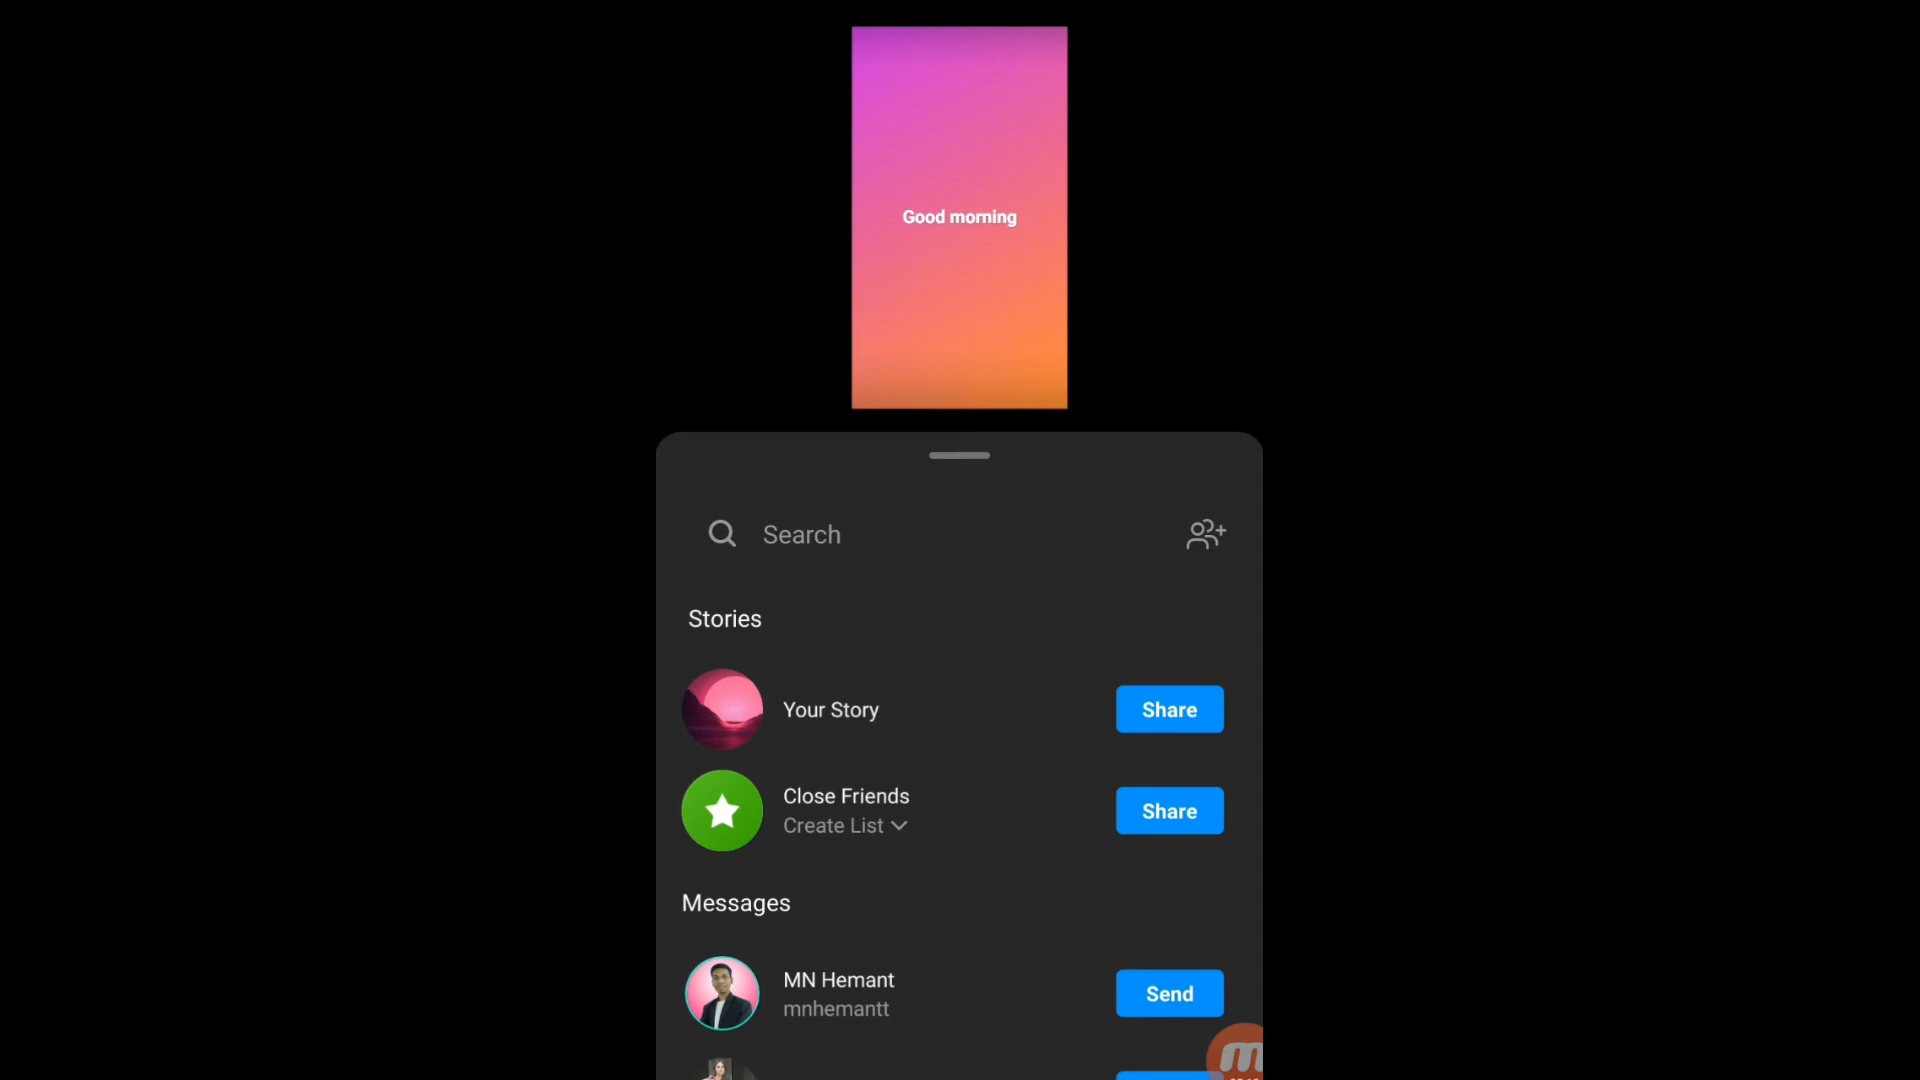 Good morning
Search
Stories
Your Story
Share
Close Friends
Create List
Share
Messages
MN Hemant
mnhemantt
Send